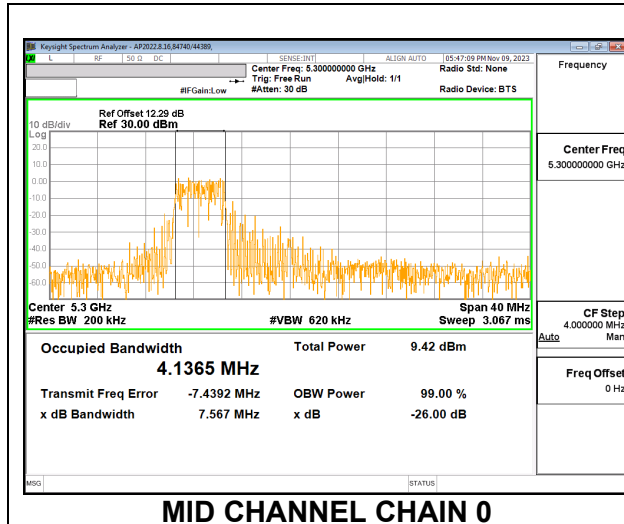 Keysight Spectrum Analyzer - AP2022.8.16,84740/44389,
L RF 50 Ω DC SENSE:INT ALIGN AUTO 05:47:09 PM Nov 09, 2023
Center Freq: 5.300000000 GHz Radio Std: None
Trig: Free Run Avg|Hold: 1/1
#IFGain:Low #Atten: 30 dB Radio Device: BTS
Frequency
Ref Offset 12.29 dB
10 dB/div Ref 30.00 dBm
Log
20.0
10.0
0.00
-10.0
-20.0
-30.0
-40.0
-50.0
-60.0
Center 5.3 GHz Span 40 MHz
#Res BW 200 kHz #VBW 620 kHz Sweep 3.067 ms
Center Freq
5.300000000 GHz
CF Step
4.000000 MHz
Auto Man
Freq Offset
0 Hz
Occupied Bandwidth Total Power 9.42 dBm
4.1365 MHz
Transmit Freq Error -7.4392 MHz OBW Power 99.00 %
x dB Bandwidth 7.567 MHz x dB -26.00 dB
MSG STATUS
MID CHANNEL CHAIN 0